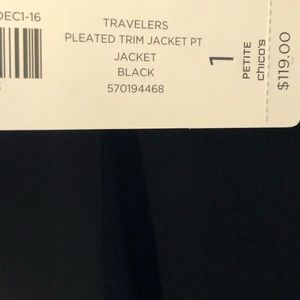 DEC1-16
TRAVELERS
PLEATED TRIM JACKET PT
JACKET
BLACK
570194468
1
PETITE
chico's
$119.00